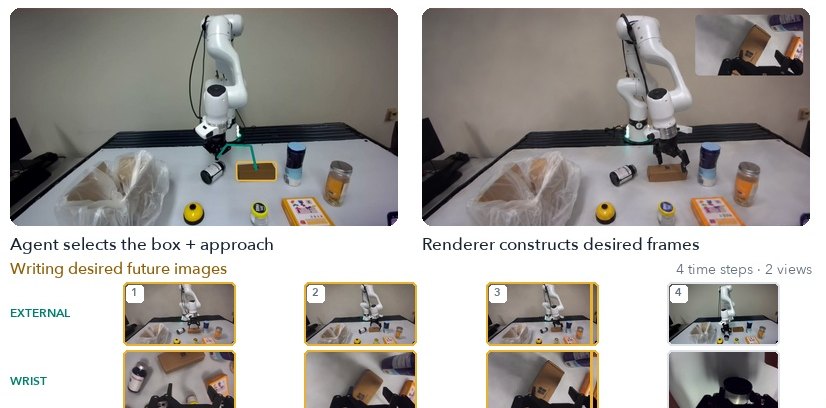 Agent selects the box + approach
Renderer constructs desired frames
Writing desired future images
4 time steps · 2 views
EXTERNAL
1
2
3
4
WRIST